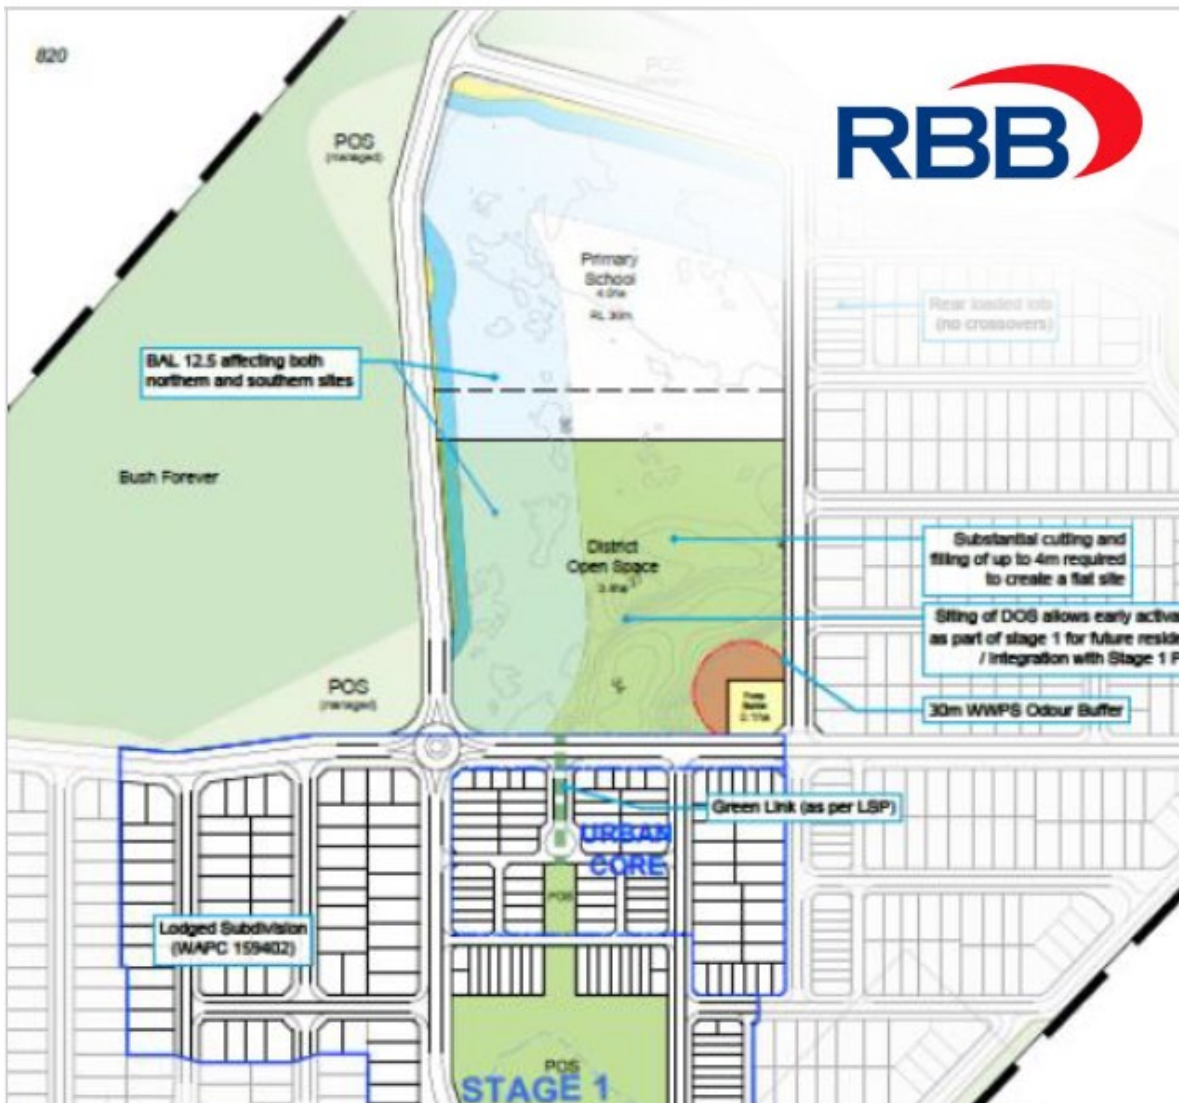 820
POS
(managed)
POS
(managed)
RBB
Primary
School
RL 30m
Rear loaded lots
(no crossovers)
BAL 12.5 affecting both
northern and southern sites
Bush Forever
District
Open Space
Substantial cutting and
filling of up to 4m required
to create a flat site
Siting of DOS allows early activa
as part of stage 1 for future reside
/ integration with Stage 1 P
POS
(managed)
30m WWPS Odour Buffer
Green Link (as per LSP)
URBAN
CORE
POS
Lodged Subdivision
(WAPC 159402)
POS
STAGE 1